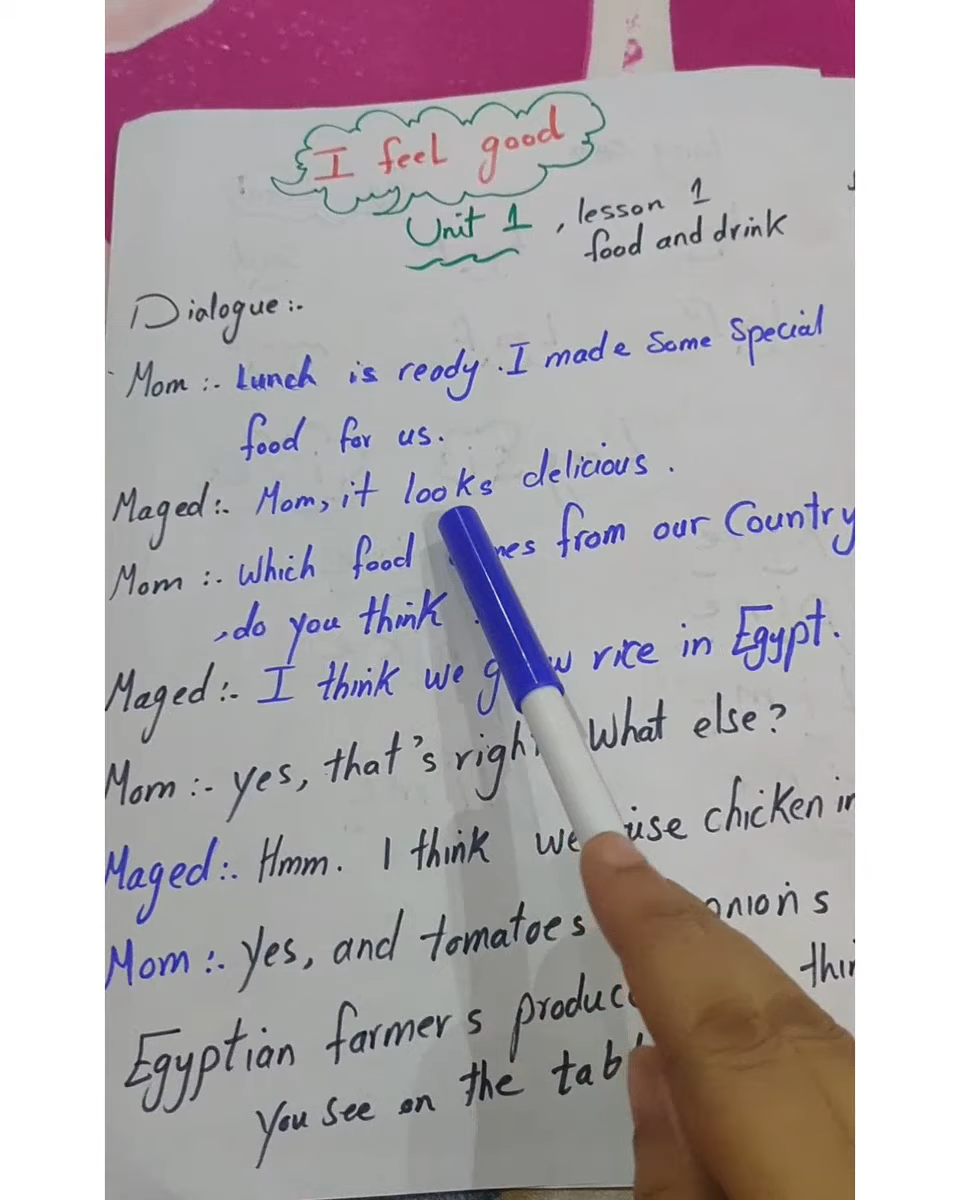 I feel good
Unit 1, lesson 1
food and drink
Dialogue:-
Mom:- Lunch is ready. I made some special
food for us.
Maged:- Mom, it looks delicious.
Mom:- Which food from our Country
, do you think
Maged:- I think we rice in Egypt.
Mom:- yes, that's What else?
Maged:- Hmm. I think we chicken in
Mom:- yes, and tomatoes onions
Egyptian farmers
you see on the